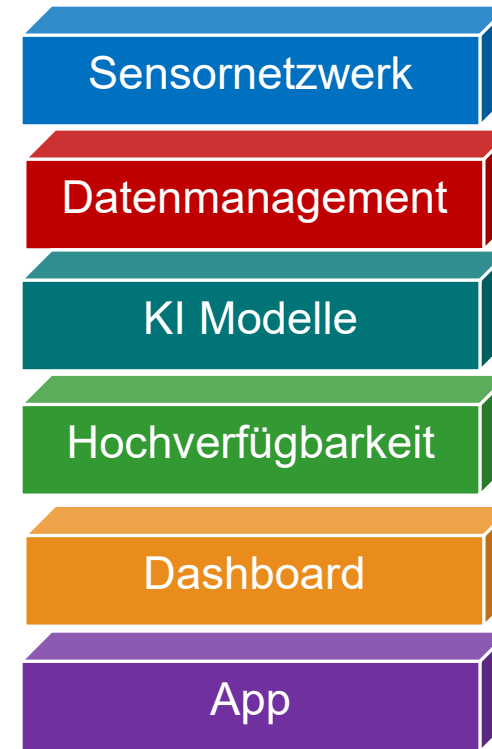 Sensornetzwerk
Datenmanagement
KI Modelle
Hochverfügbarkeit
Dashboard
App